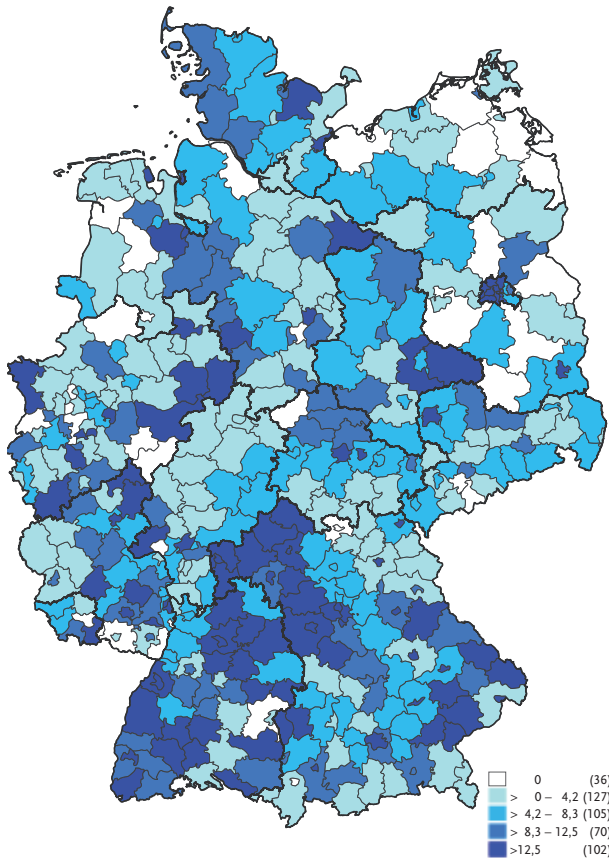 0 (36)
> 0 – 4,2 (127)
> 4,2 – 8,3 (105)
> 8,3 – 12,5 (70)
>12,5 (102)